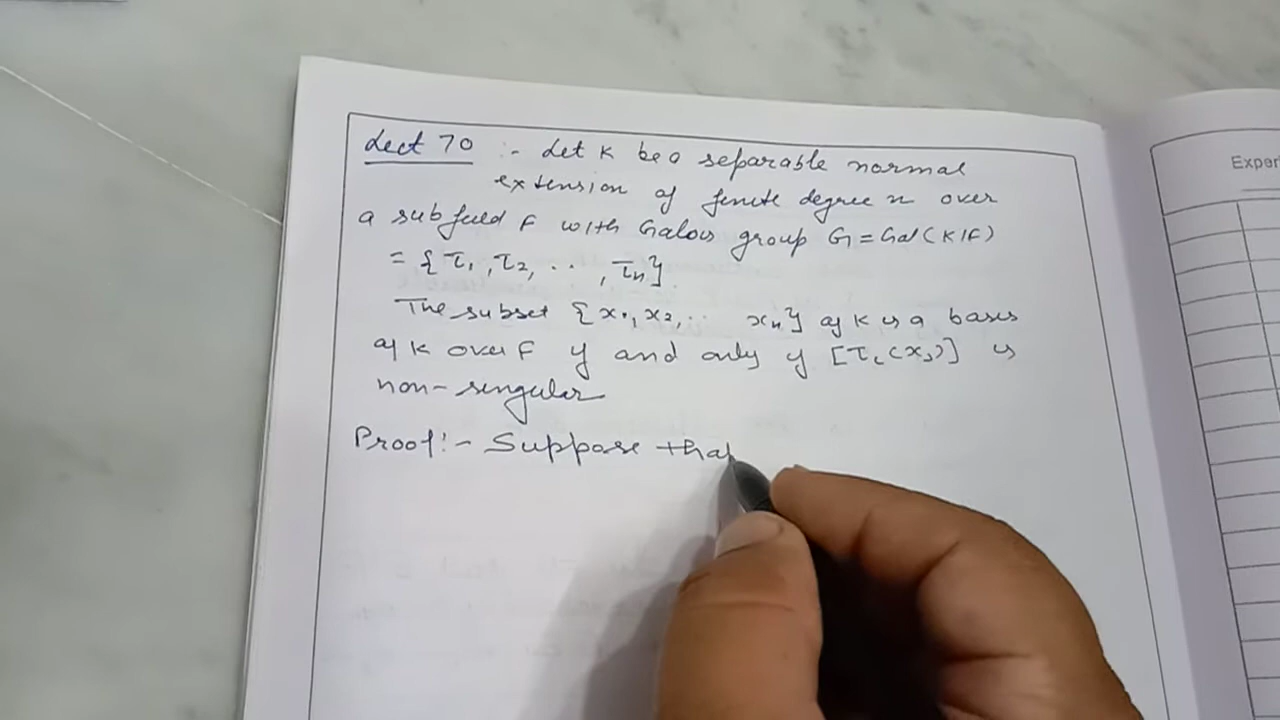 Lect 70 :- Let K be a separable normal
extension of finite degree n over
a subfield F with Galois group G = Gal(K/F)
= {τ₁, τ₂, .. , τₙ}.
The subset {x₁, x₂, .. xₙ} of K is a basis
of K over F if and only if [τᵢ(xⱼ)] is
non-singular
Proof:- Suppose that
Exper